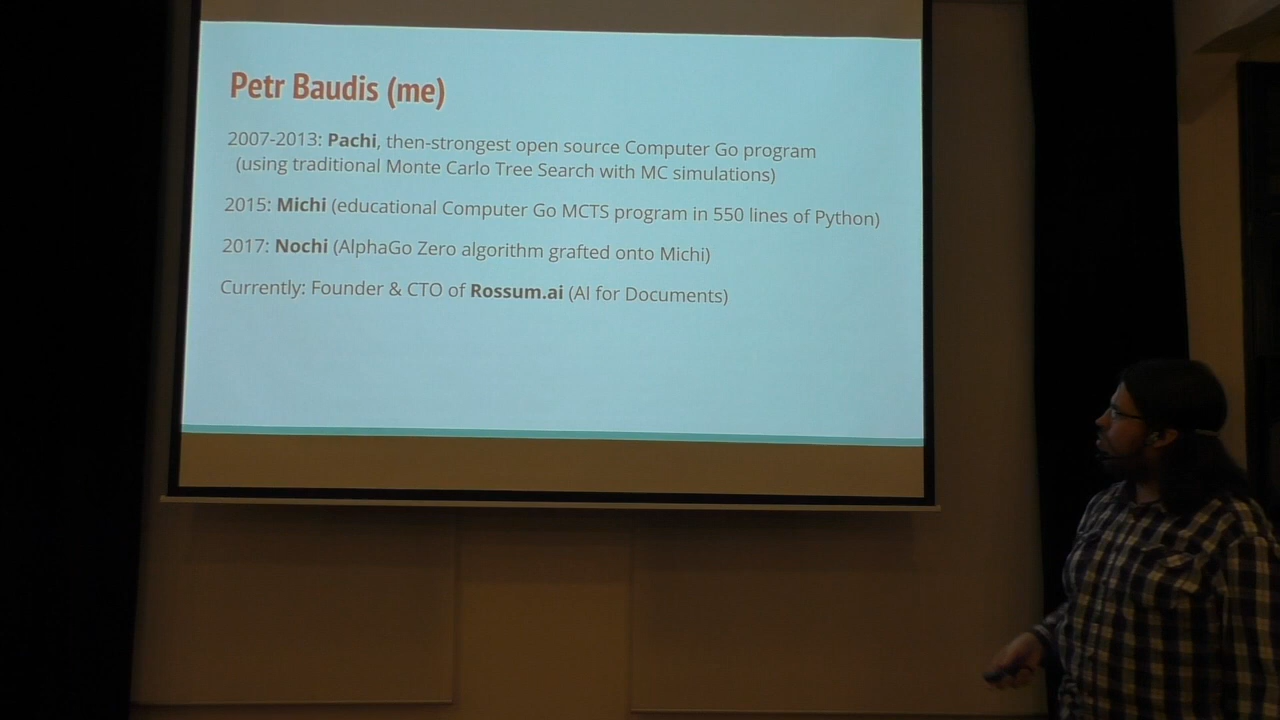 Petr Baudis (me)
2007-2013: Pachi, then-strongest open source Computer Go program
(using traditional Monte Carlo Tree Search with MC simulations)
2015: Michi (educational Computer Go MCTS program in 550 lines of Python)
2017: Nochi (AlphaGo Zero algorithm grafted onto Michi)
Currently: Founder & CTO of Rossum.ai (AI for Documents)